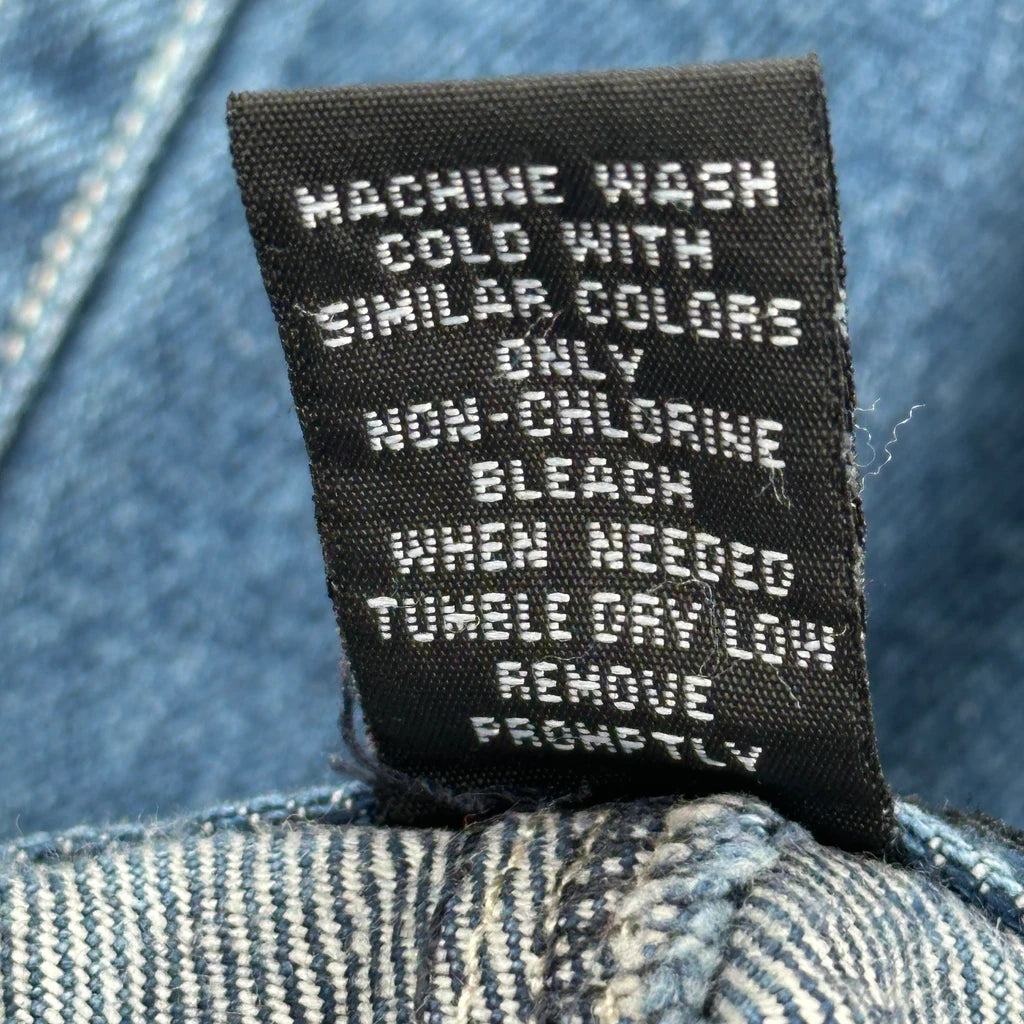 MACHINE WASH
COLD WITH
SIMILAR COLORS
ONLY
NON-CHLORINE
BLEACH
WHEN NEEDED
TUMBLE DRY LOW
REMOVE
PROMPTLY